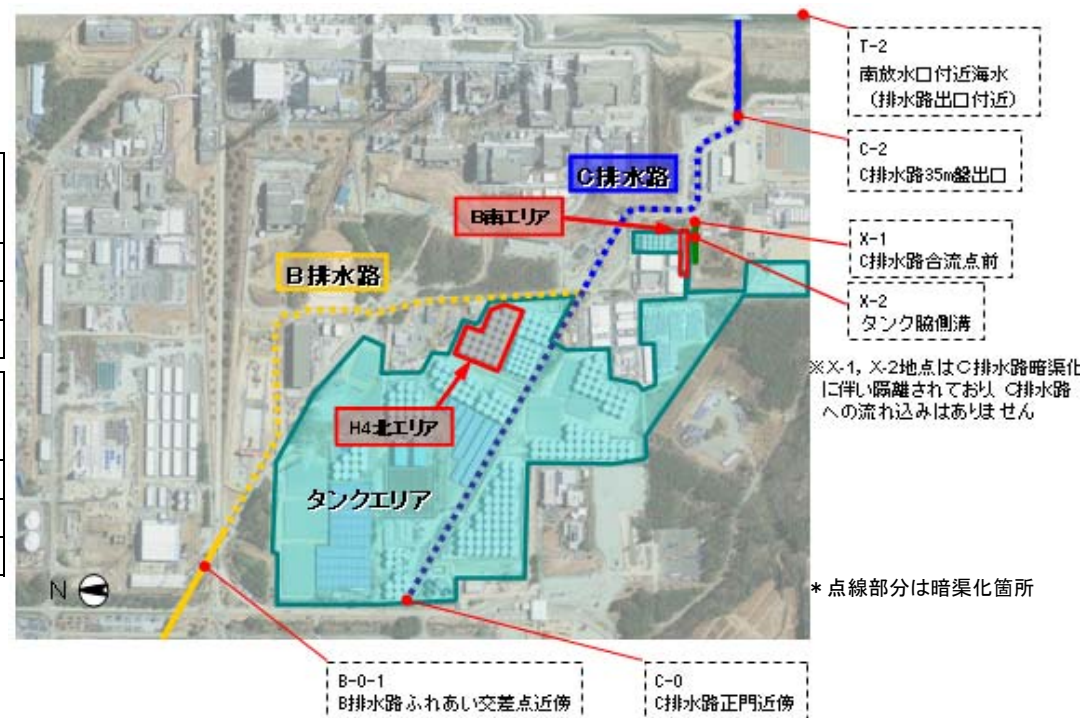 T-2
南放水口付近海水
（排水路出口付近）
C-2
C排水路35m盤出口
C排水路
B南エリア
X-1
C排水路合流点前
B排水路
X-2
タンク脇側溝
※X-1，X-2地点はC排水路暗渠化
に伴い隔離されており、C排水路
への流れ込みはありません
H4北エリア
タンクエリア
N
＊点線部分は暗渠化箇所
B-0-1
B排水路ふれあい交差点近傍
C-0
C排水路正門近傍